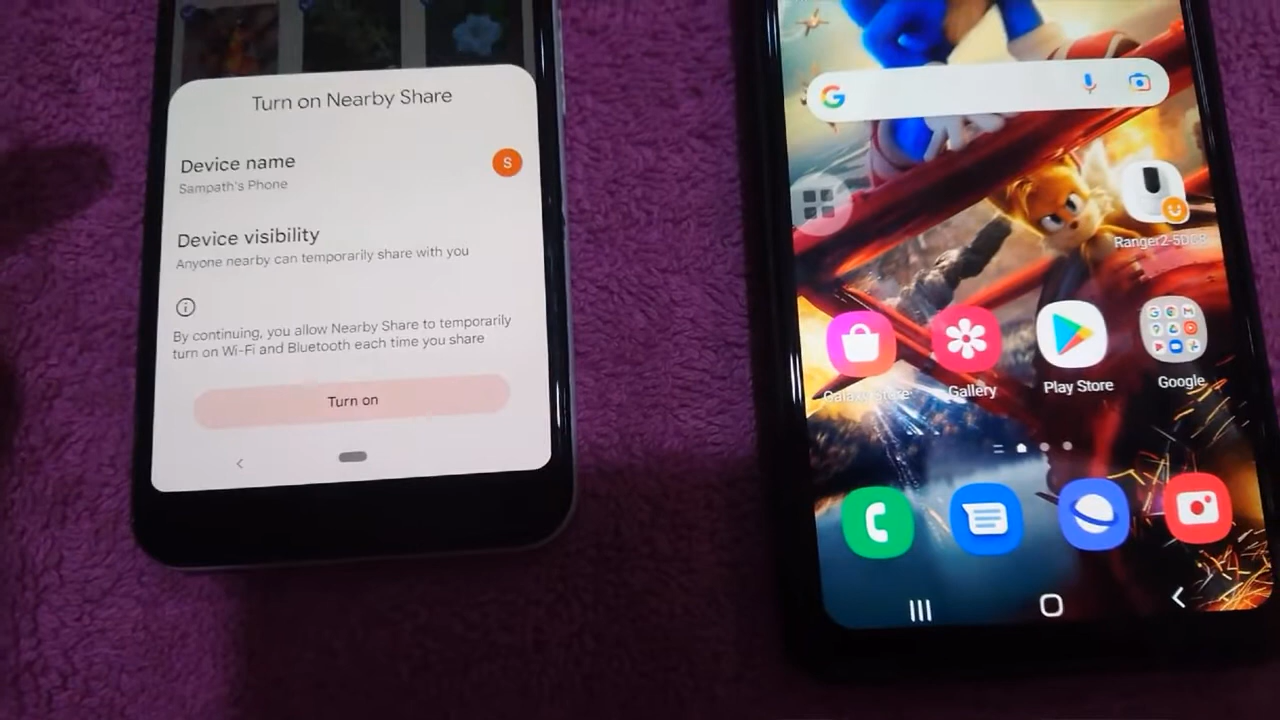 Turn on Nearby Share
Device name
S
Sampath's Phone
Device visibility
Anyone nearby can temporarily share with you
By continuing, you allow Nearby Share to temporarily
turn on Wi-Fi and Bluetooth each time you share
Turn on
G
Ranger2-5DC8
Galaxy Store
Gallery
Play Store
Google